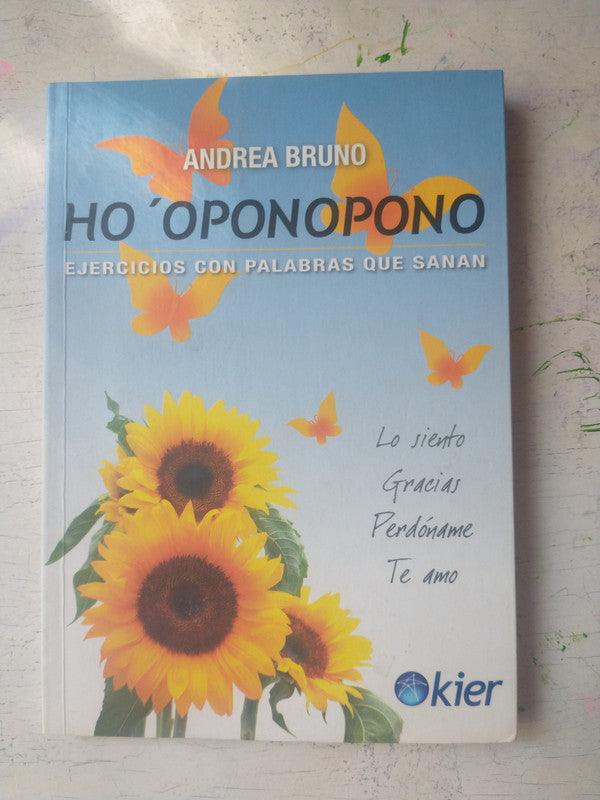 ANDREA BRUNO
HO ´OPONOPONO
EJERCICIOS CON PALABRAS QUE SANAN
Lo siento
Gracias
Perdóname
Te amo
kier